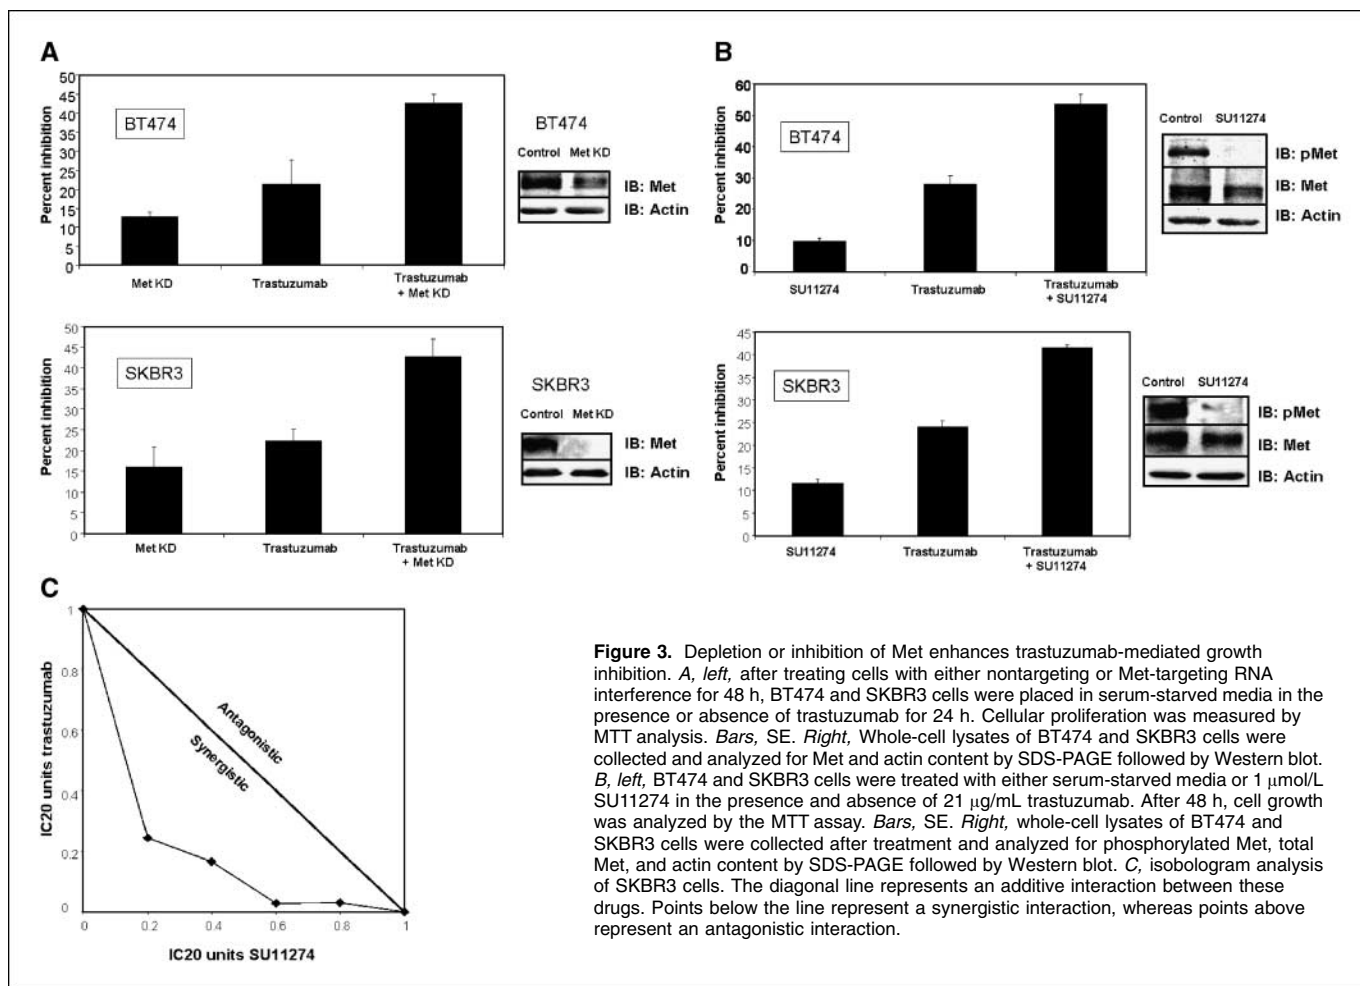 A
50
45
40
35
30
25
20
15
10
5
0
Percent inhibition
BT474
Met KD
Trastuzumab
Trastuzumab
+ Met KD
BT474
Control Met KD
IB: Met
IB: Actin
50
45
40
35
30
25
20
15
10
5
0
Percent inhibition
SKBR3
Met KD
Trastuzumab
Trastuzumab
+ Met KD
SKBR3
Control Met KD
IB: Met
IB: Actin
B
60
50
40
30
20
10
0
Percent inhibition
BT474
SU11274
Trastuzumab
Trastuzumab
+ SU11274
Control SU11274
IB: pMet
IB: Met
IB: Actin
45
40
35
30
25
20
15
10
5
0
Percent inhibition
SKBR3
SU11274
Trastuzumab
Trastuzumab
+ SU11274
Control SU11274
IB: pMet
IB: Met
IB: Actin
C
1
0.8
0.6
0.4
0.2
0
IC20 units trastuzumab
Antagonistic
Synergistic
0 0.2 0.4 0.6 0.8 1
IC20 units SU11274
Figure 3. Depletion or inhibition of Met enhances trastuzumab-mediated growth
inhibition. A, left, after treating cells with either nontargeting or Met-targeting RNA
interference for 48 h, BT474 and SKBR3 cells were placed in serum-starved media in the
presence or absence of trastuzumab for 24 h. Cellular proliferation was measured by
MTT analysis. Bars, SE. Right, Whole-cell lysates of BT474 and SKBR3 cells were
collected and analyzed for Met and actin content by SDS-PAGE followed by Western blot.
B, left, BT474 and SKBR3 cells were treated with either serum-starved media or 1 μmol/L
SU11274 in the presence and absence of 21 μg/mL trastuzumab. After 48 h, cell growth
was analyzed by the MTT assay. Bars, SE. Right, whole-cell lysates of BT474 and
SKBR3 cells were collected after treatment and analyzed for phosphorylated Met, total
Met, and actin content by SDS-PAGE followed by Western blot. C, isobologram analysis
of SKBR3 cells. The diagonal line represents an additive interaction between these
drugs. Points below the line represent a synergistic interaction, whereas points above
represent an antagonistic interaction.